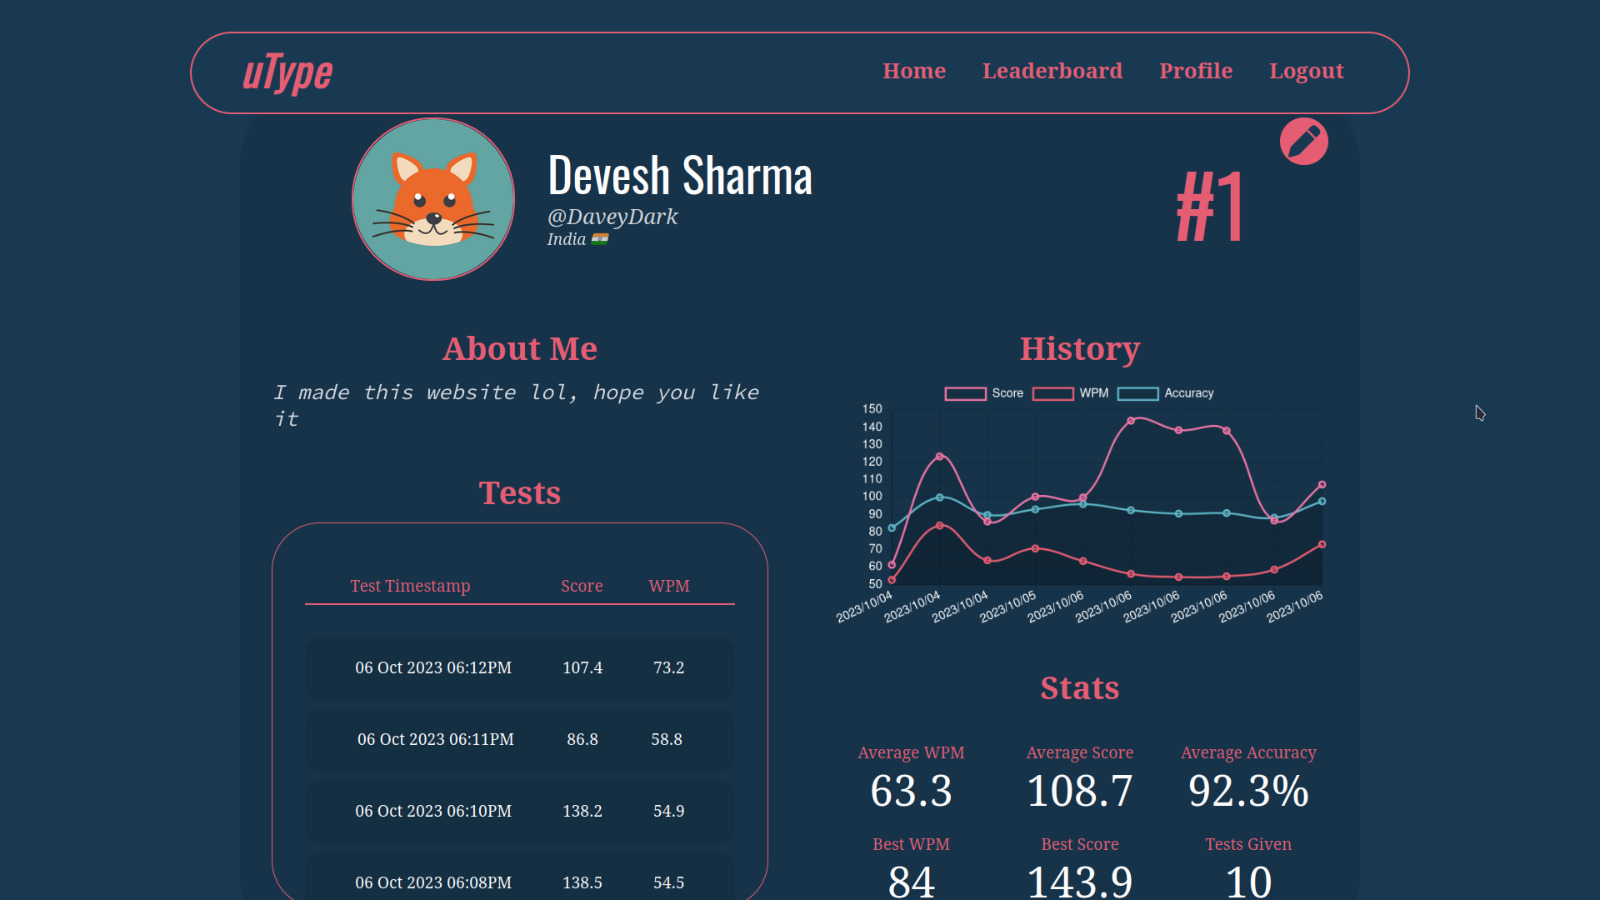 uType
Home Leaderboard Profile Logout
Devesh Sharma
@DaveyDark
India
#1
About Me
I made this website lol, hope you like
it
Tests
Test Timestamp Score WPM
06 Oct 2023 06:12PM 107.4 73.2
06 Oct 2023 06:11PM 86.8 58.8
06 Oct 2023 06:10PM 138.2 54.9
06 Oct 2023 06:08PM 138.5 54.5
History
Score WPM Accuracy
150
140
130
120
110
100
90
80
70
60
50
2023/10/04 2023/10/04 2023/10/04 2023/10/05 2023/10/06 2023/10/06 2023/10/06 2023/10/06 2023/10/06 2023/10/06
Stats
Average WPM Average Score Average Accuracy
63.3 108.7 92.3%
Best WPM Best Score Tests Given
84 143.9 10